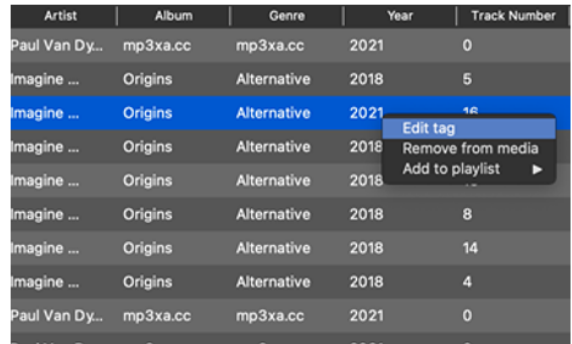 Artist Album Genre Year Track Number
Paul Van Dy... mp3xa.cc mp3xa.cc 2021 0
Imagine ... Origins Alternative 2018 5
Imagine ... Origins Alternative 2021 16
Edit tag
Imagine ... Origins Alternative 2018
Remove from media
Imagine ... Origins Alternative 2018
Add to playlist ▶
Imagine ... Origins Alternative 2018 8
Imagine ... Origins Alternative 2018 14
Imagine ... Origins Alternative 2018 4
Paul Van Dy... mp3xa.cc mp3xa.cc 2021 0